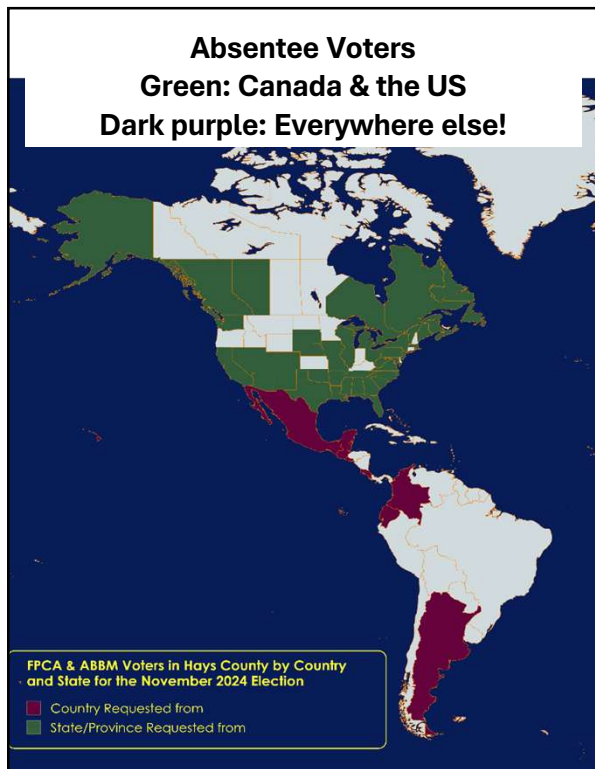 Absentee Voters
Green: Canada & the US
Dark purple: Everywhere else!
FPCA & ABBM Voters in Hays County by Country
and State for the November 2024 Election
Country Requested from
State/Province Requested from